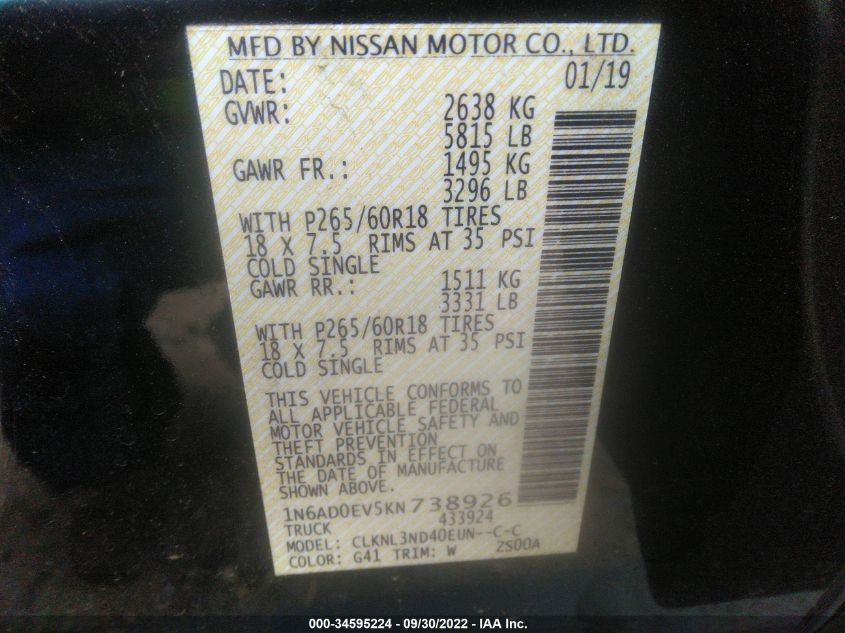 MFD BY NISSAN MOTOR CO., LTD.
DATE: 01/19
GVWR: 2638 KG
5815 LB
GAWR FR.: 1495 KG
3296 LB
WITH P265/60R18 TIRES
18 X 7.5 RIMS AT 35 PSI
COLD SINGLE
GAWR RR.: 1511 KG
3331 LB
WITH P265/60R18 TIRES
18 X 7.5 RIMS AT 35 PSI
COLD SINGLE
THIS VEHICLE CONFORMS TO
ALL APPLICABLE FEDERAL
MOTOR VEHICLE SAFETY AND
THEFT PREVENTION
STANDARDS IN EFFECT ON
THE DATE OF MANUFACTURE
SHOWN ABOVE.
1N6AD0EV5KN738926
TRUCK 433924
MODEL: CLKNL3ND40EUN--C-C
COLOR: G41 TRIM: W ZS00A
000-34595224 - 09/30/2022 - IAA Inc.